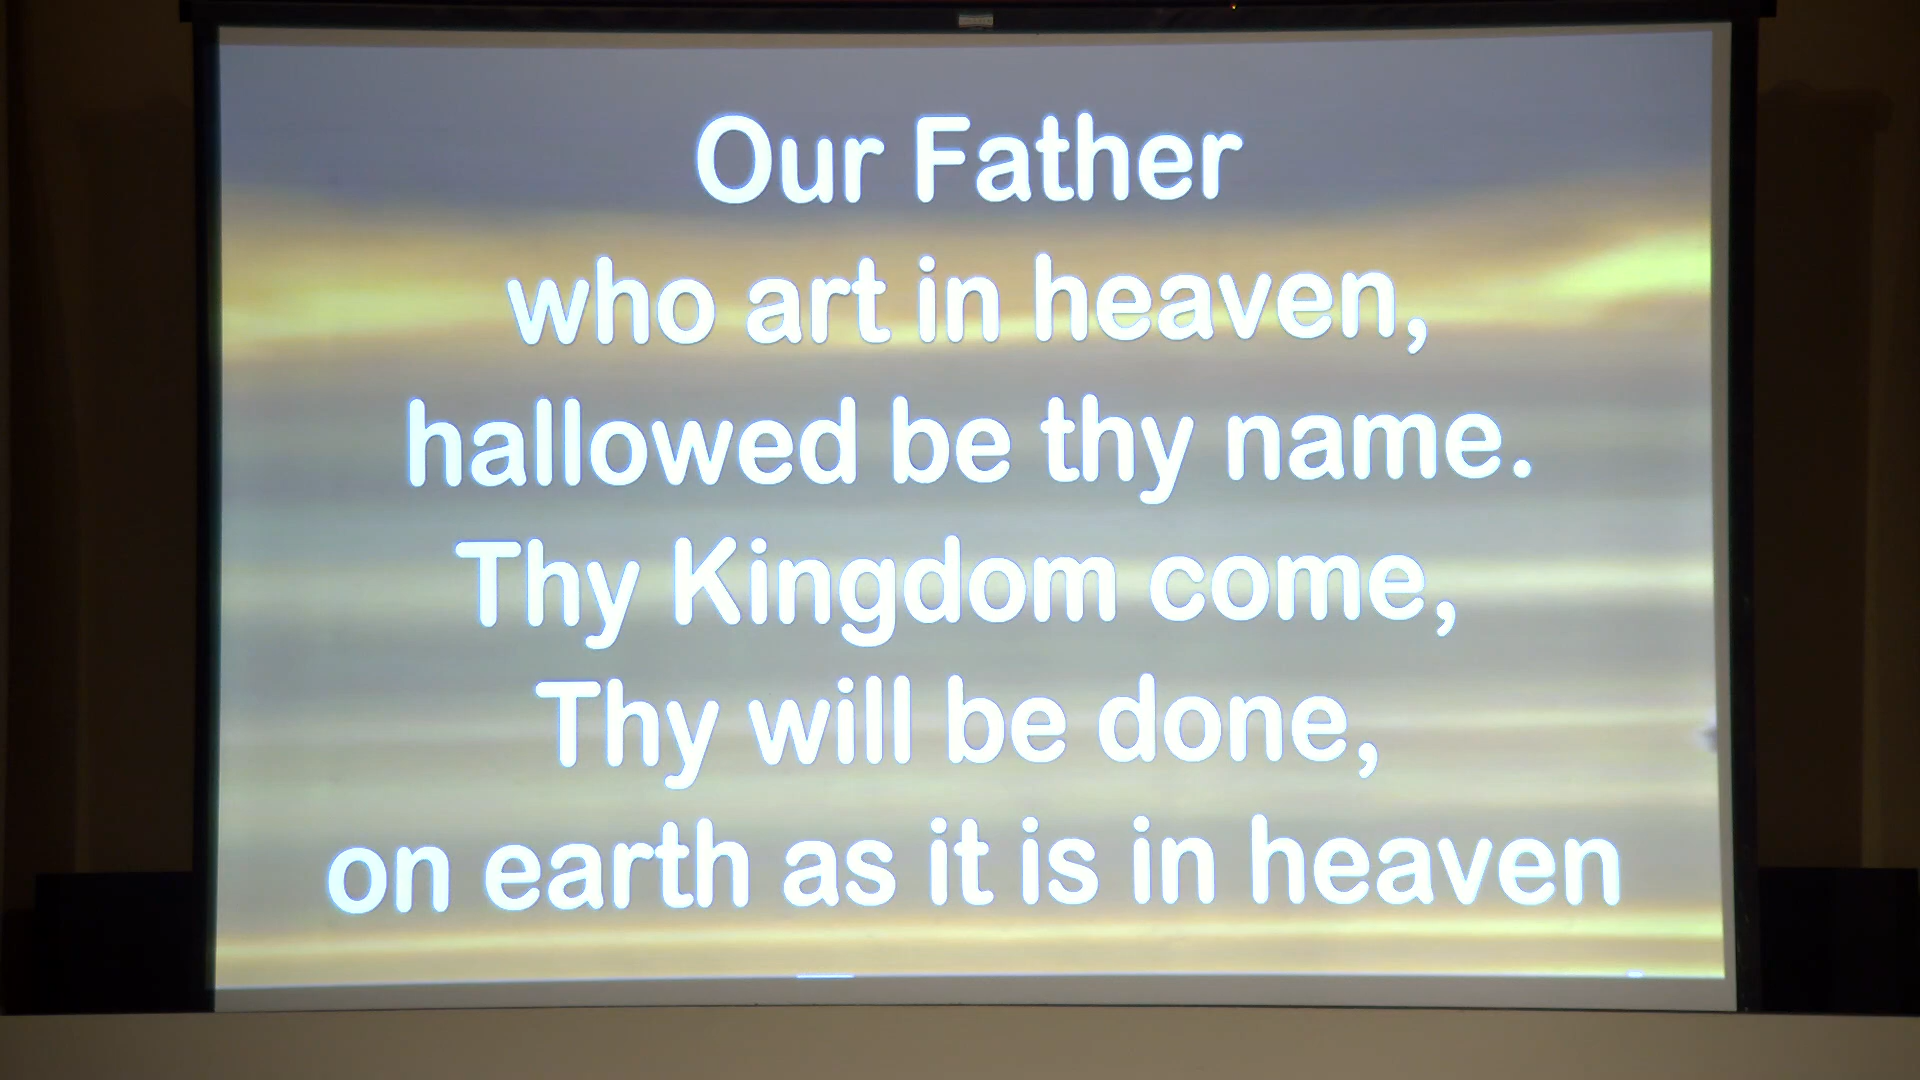 Our Father
who art in heaven,
hallowed be thy name.
Thy Kingdom come,
Thy will be done,
on earth as it is in heaven